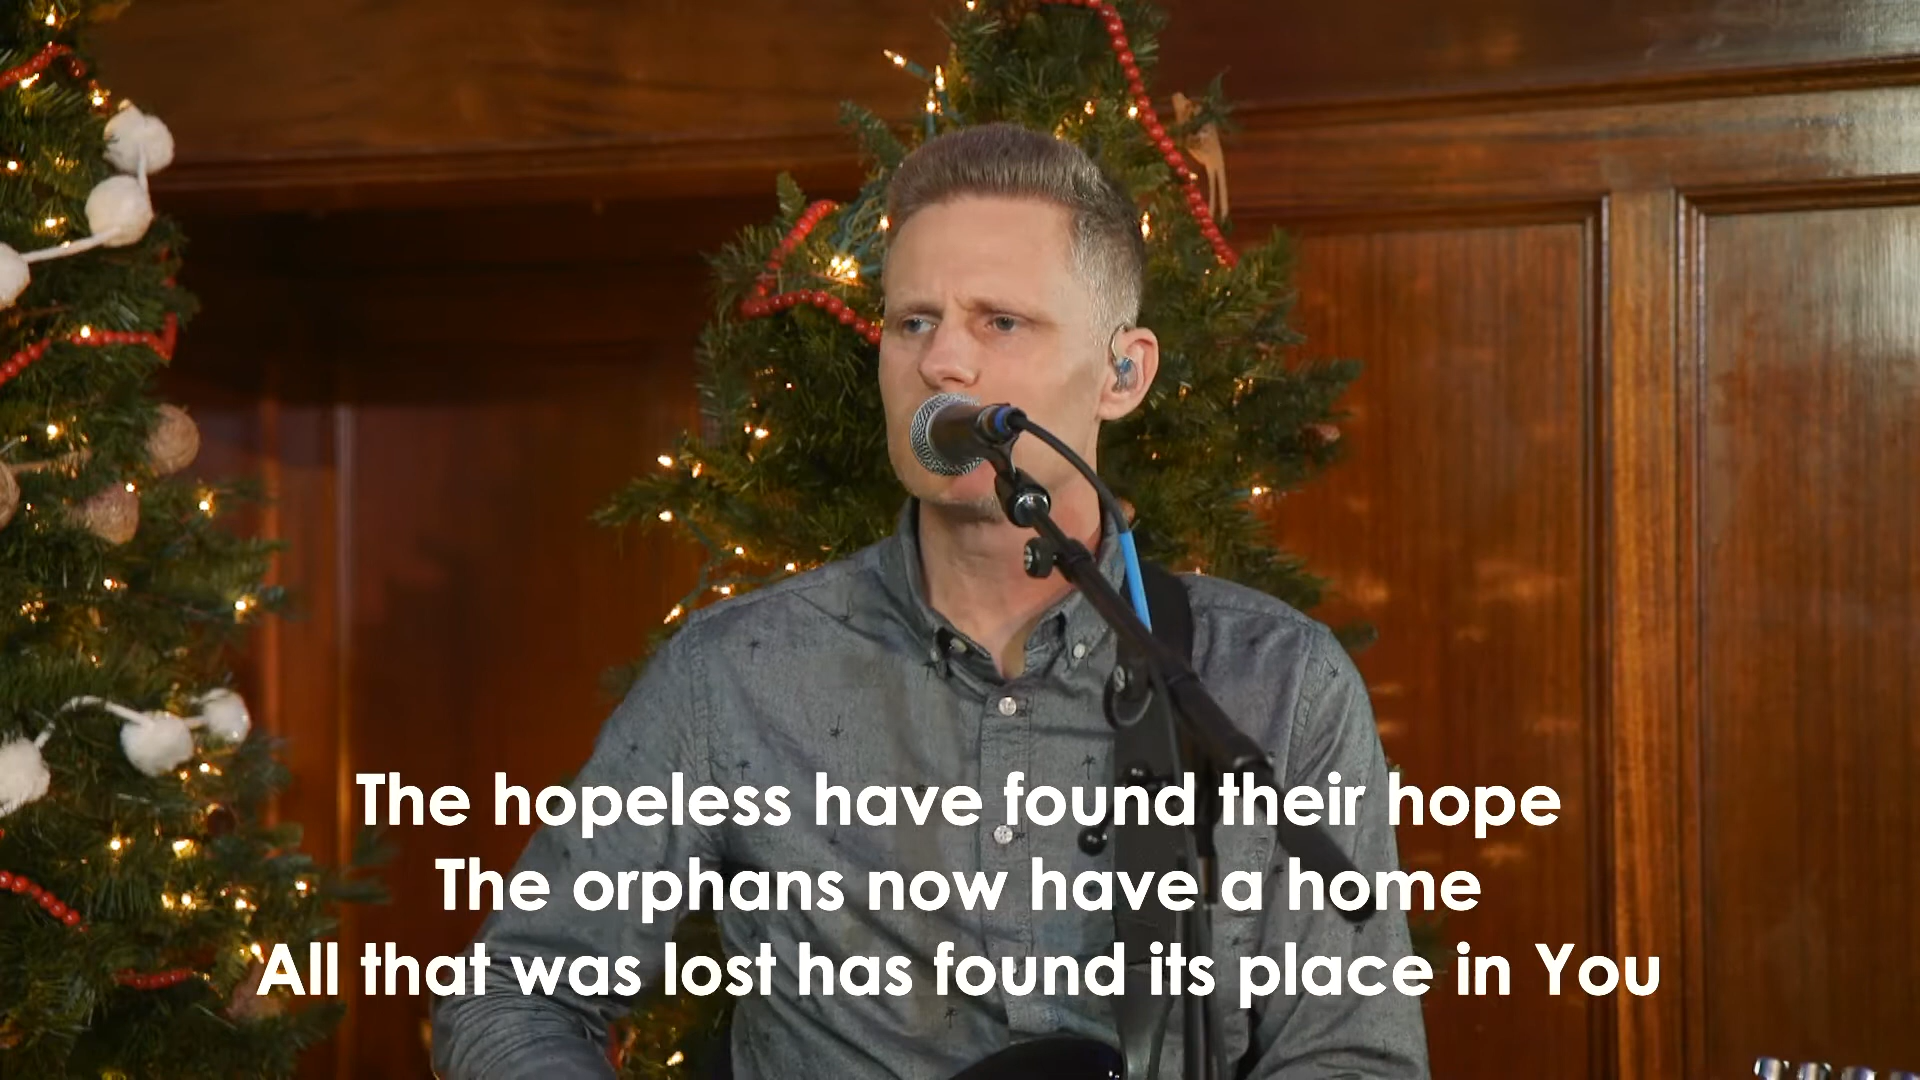 The hopeless have found their hope
The orphans now have a home
All that was lost has found its place in You